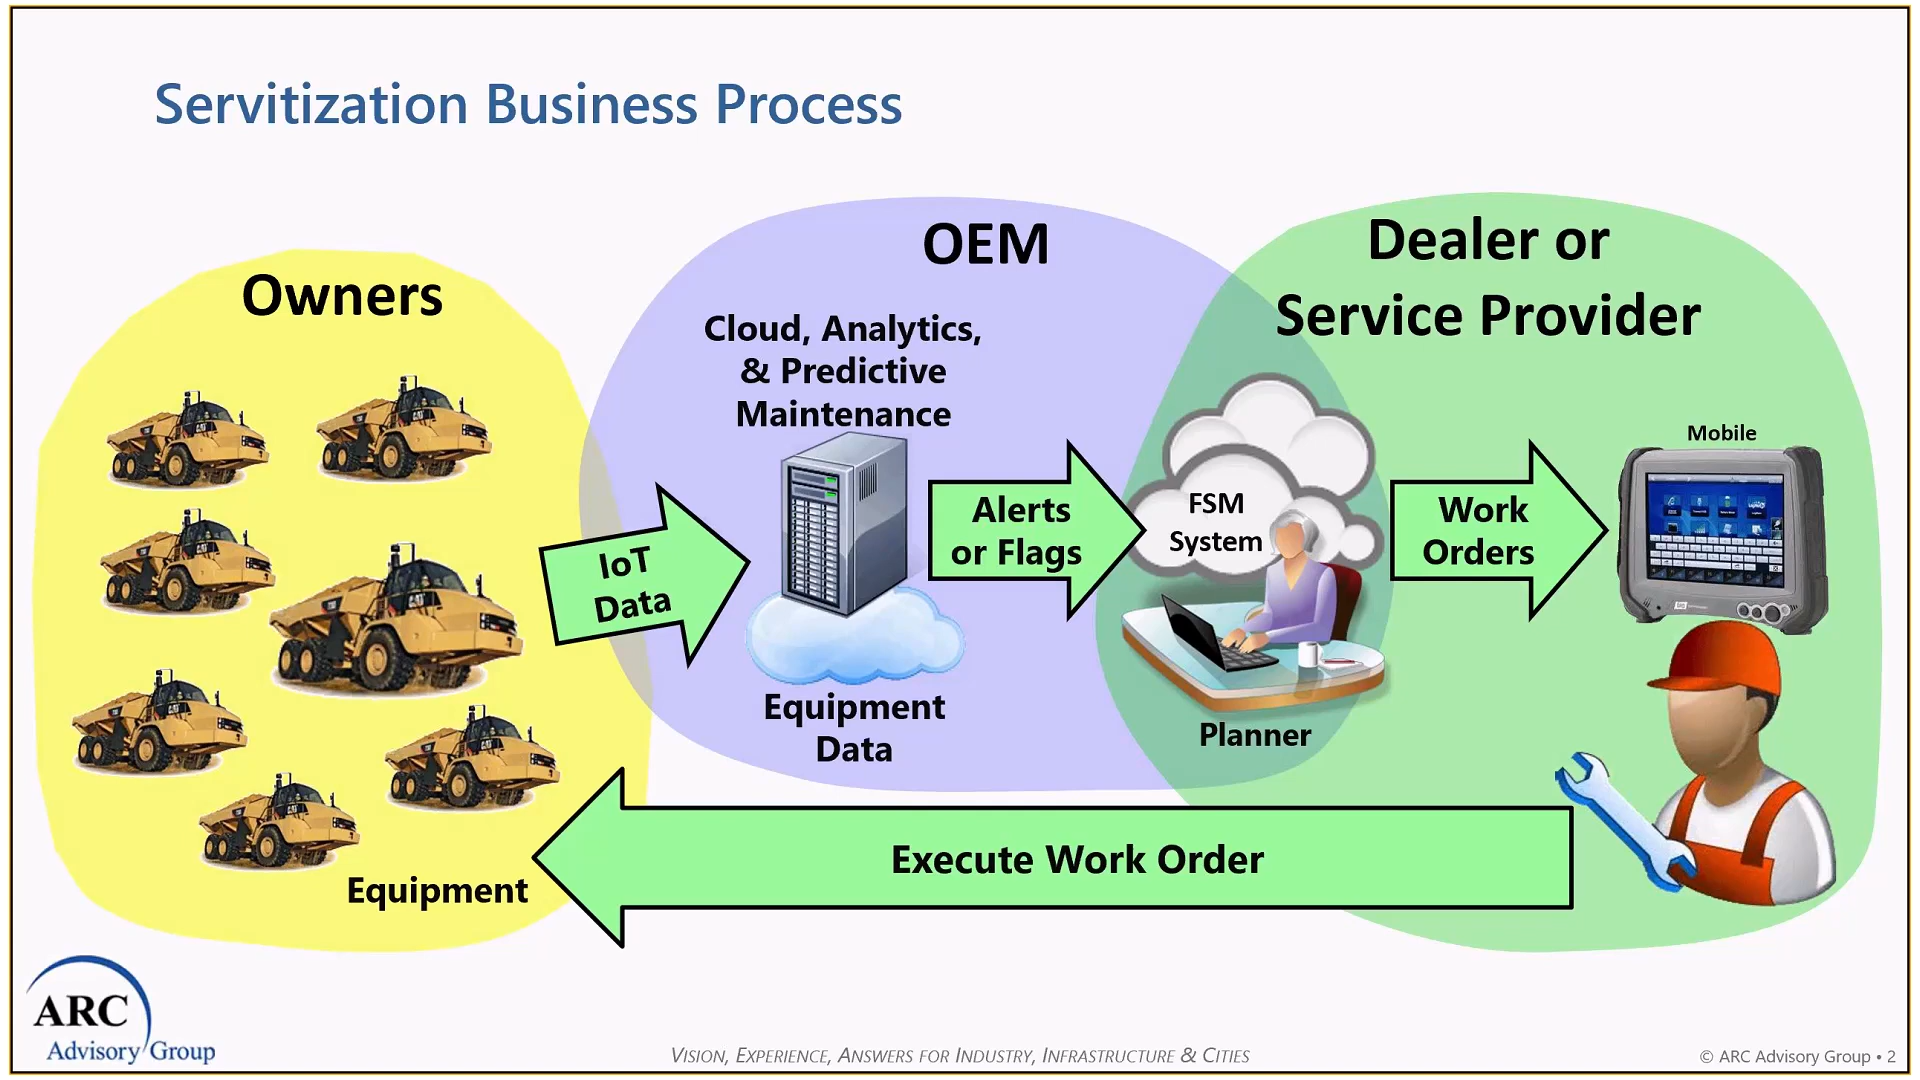 Servitization Business Process
Owners
OEM
Dealer or
Service Provider
Cloud, Analytics,
& Predictive
Maintenance
IoT
Data
Alerts
or Flags
FSM
System
Work
Orders
Mobile
Equipment
Data
Planner
Execute Work Order
Equipment
ARC
Advisory Group
VISION, EXPERIENCE, ANSWERS FOR INDUSTRY, INFRASTRUCTURE & CITIES
© ARC Advisory Group • 2